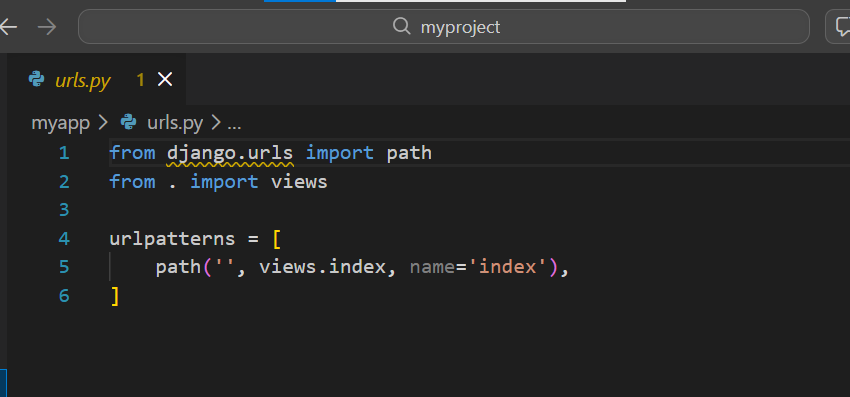 myproject
urls.py 1
myapp > urls.py > ...
1 from django.urls import path
2 from . import views
3
4 urlpatterns = [
5     path('', views.index, name='index'),
6 ]